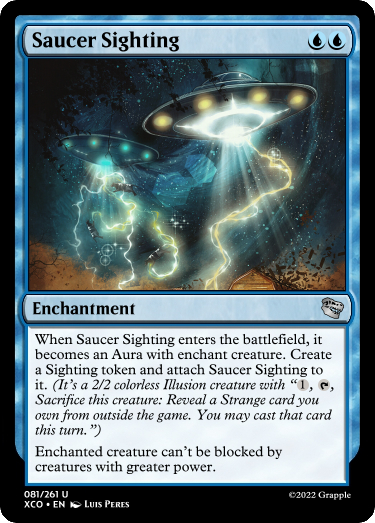 Saucer Sighting
When Saucer Sighting enters the battlefield, it
becomes an Aura with enchant creature. Create
a Sighting token and attach Saucer Sighting to
it. (It's a 2/2 colorless Illusion creature with "1, T,
Sacrifice this creature: Reveal a Strange card you
own from outside the game. You may cast that card
this turn.")
Enchanted creature can't be blocked by
creatures with greater power.
Enchantment
081/261 U
XCO • EN Luis Peres
©2022 Grapple